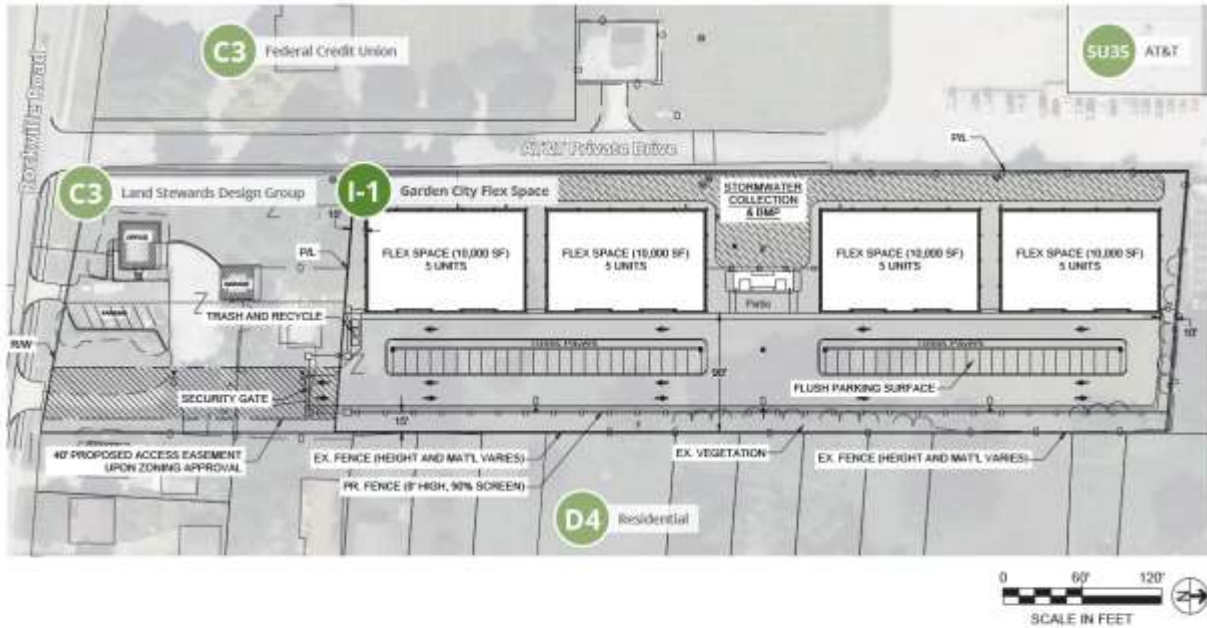 C3 Federal Credit Union
SU35 AT&T
Rockville Road
AT&T Private Drive
P/L
C3 Land Stewards Design Group
I-1 Garden City Flex Space
STORMWATER
COLLECTION
& BMP
10'
P/L
FLEX SPACE (10,000 SF)
5 UNITS
FLEX SPACE (10,000 SF)
5 UNITS
FLEX SPACE (10,000 SF)
5 UNITS
FLEX SPACE (10,000 SF)
5 UNITS
Patio
TRASH AND RECYCLE
10'
R/W
90'
FLUSH PARKING SURFACE
SECURITY GATE
15'
40' PROPOSED ACCESS EASEMENT
UPON ZONING APPROVAL
EX. FENCE (HEIGHT AND MAT'L VARIES)
EX. VEGETATION
EX. FENCE (HEIGHT AND MAT'L VARIES)
PR. FENCE (8' HIGH, 90% SCREEN)
D4 Residential
0 60' 120'
SCALE IN FEET
Z